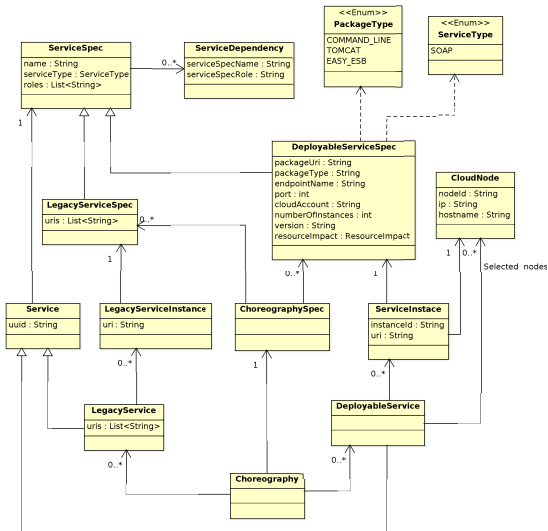 <<Enum>>
PackageType
COMMAND_LINE
TOMCAT
EASY_ESB
<<Enum>>
ServiceType
SOAP
ServiceSpec
name : String
serviceType : ServiceType
roles : List<String>
0..*
ServiceDependency
serviceSpecName : String
serviceSpecRole : String
1
DeployableServiceSpec
packageUri : String
packageType : String
endpointName : String
port : int
cloudAccount : String
numberOfInstances : int
version : String
resourceImpact : ResourceImpact
CloudNode
nodeId : String
ip : String
hostname : String
LegacyServiceSpec
uris : List<String>
0..*
1
0..*
1
1
0..*
Selected nodes
Service
uuid : String
LegacyServiceInstance
uri : String
ChoreographySpec
ServiceInstace
instanceId : String
uri : String
0..*
1
0..*
LegacyService
uris : List<String>
DeployableService
0..*
0..*
Choreography